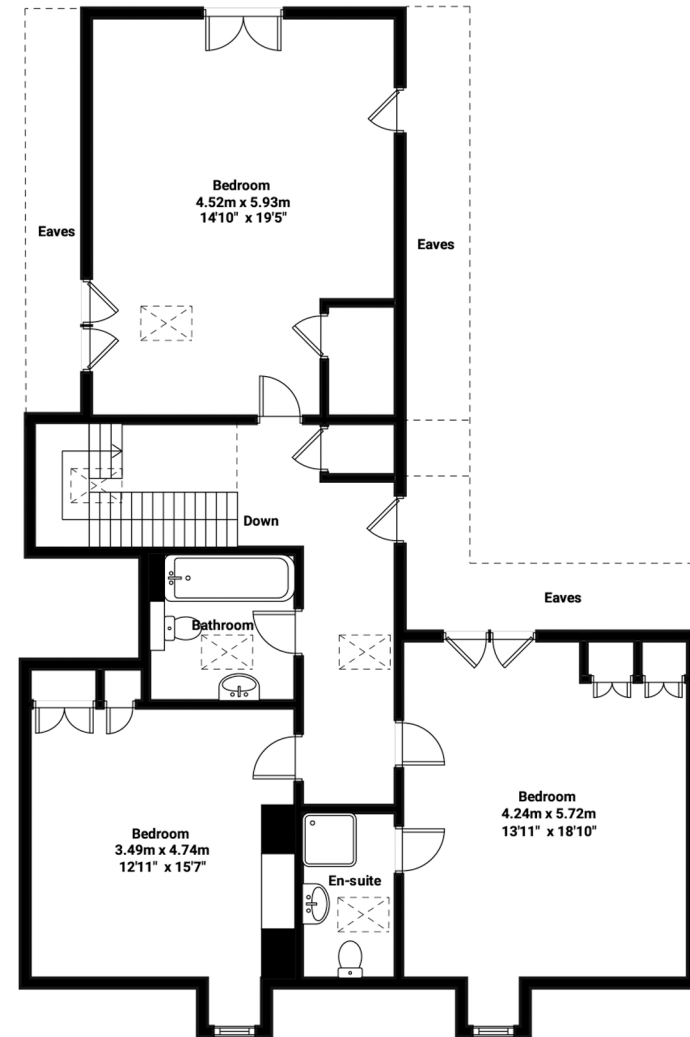 Bedroom
4.52m x 5.93m
14'10" x 19'5"
Eaves
Eaves
Down
Eaves
Bathroom
Bedroom
4.24m x 5.72m
13'11" x 18'10"
Bedroom
3.49m x 4.74m
12'11" x 15'7"
En-suite